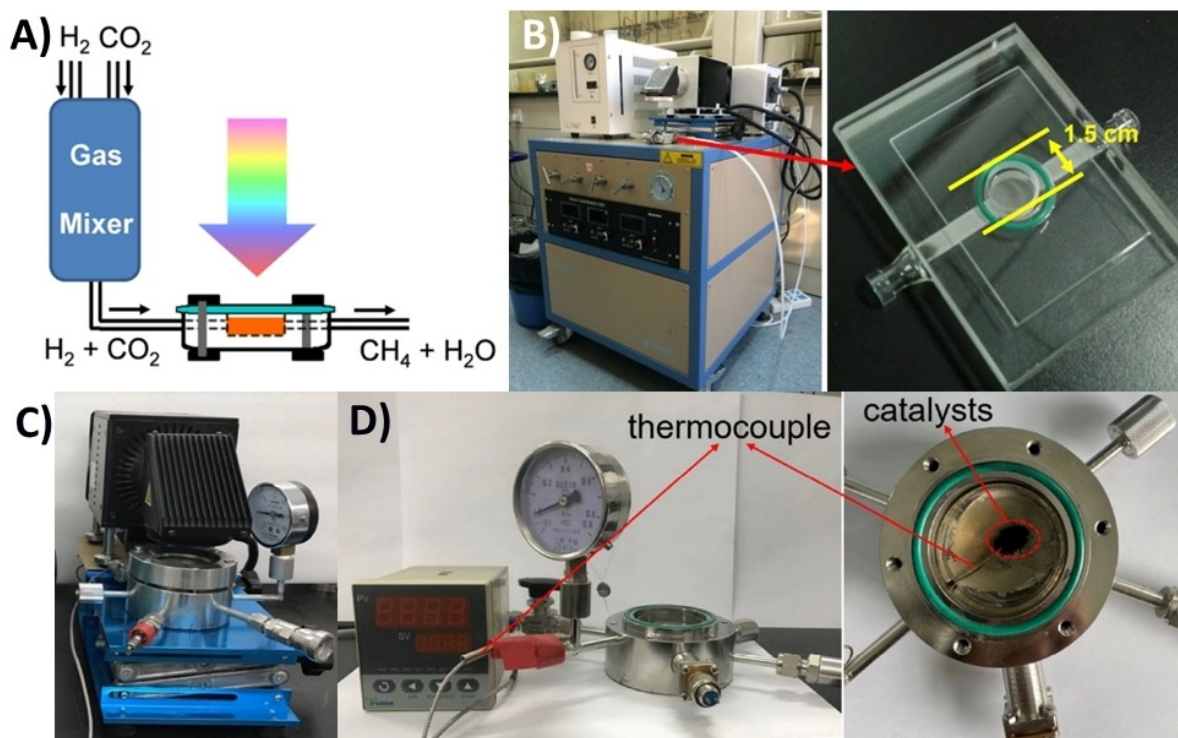 A)
H₂ CO₂
Gas
Mixer
H₂ + CO₂
CH₄ + H₂O
B)
1.5 cm
C)
D)
thermocouple
catalysts
PV
SV